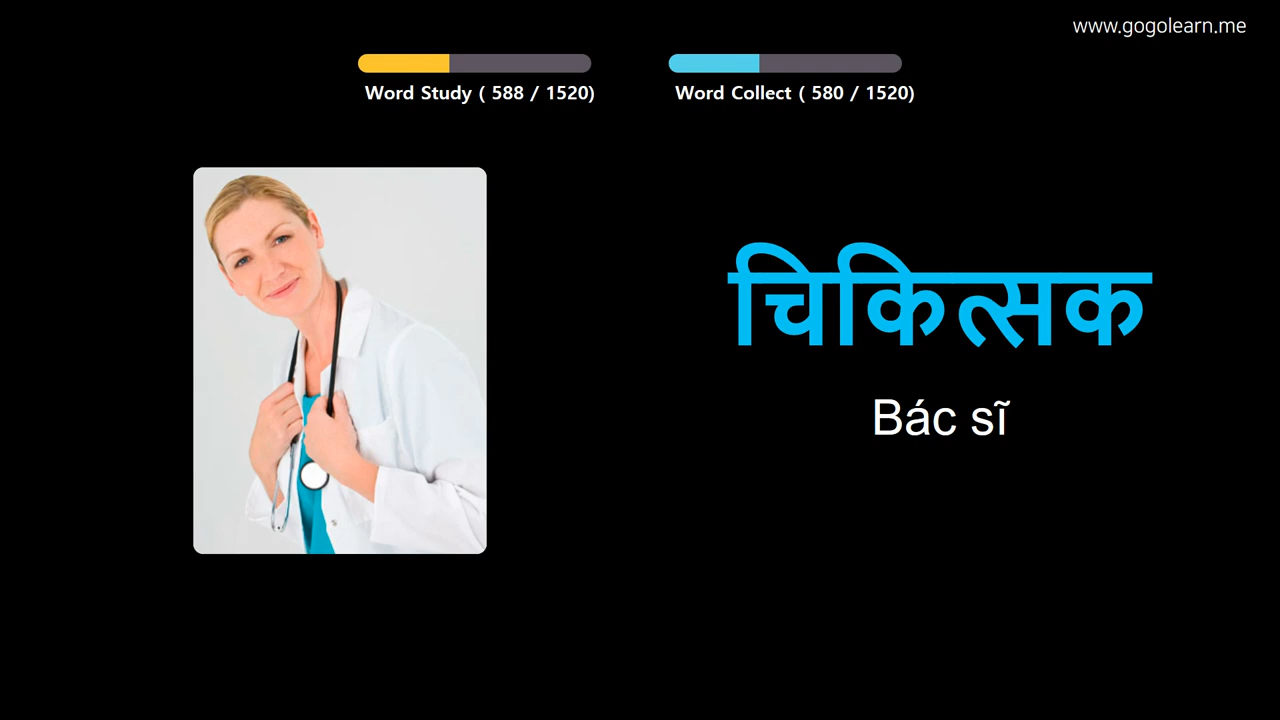 www.gogolearn.me
Word Study ( 588 / 1520)
Word Collect ( 580 / 1520)
चिकित्सक
Bác sĩ